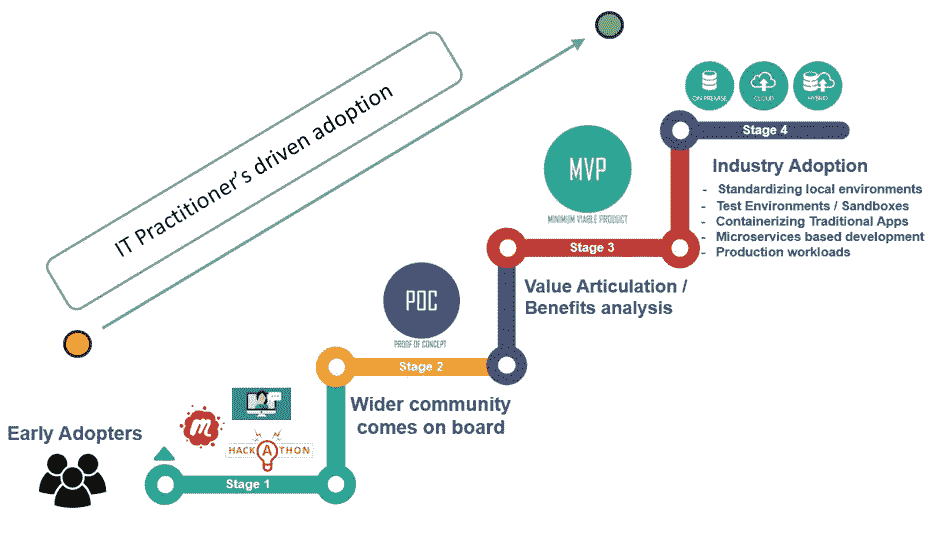 IT Practitioner's driven adoption
ON PREMISE
CLOUD
HYBRID
Stage 4
Industry Adoption
- Standardizing local environments
- Test Environments / Sandboxes
- Containerizing Traditional Apps
- Microservices based development
- Production workloads
MVP
MINIMUM VIABLE PRODUCT
Stage 3
Value Articulation /
Benefits analysis
POC
PROOF OF CONCEPT
Stage 2
Wider community
comes on board
Early Adopters
m
HACKATHON
Stage 1